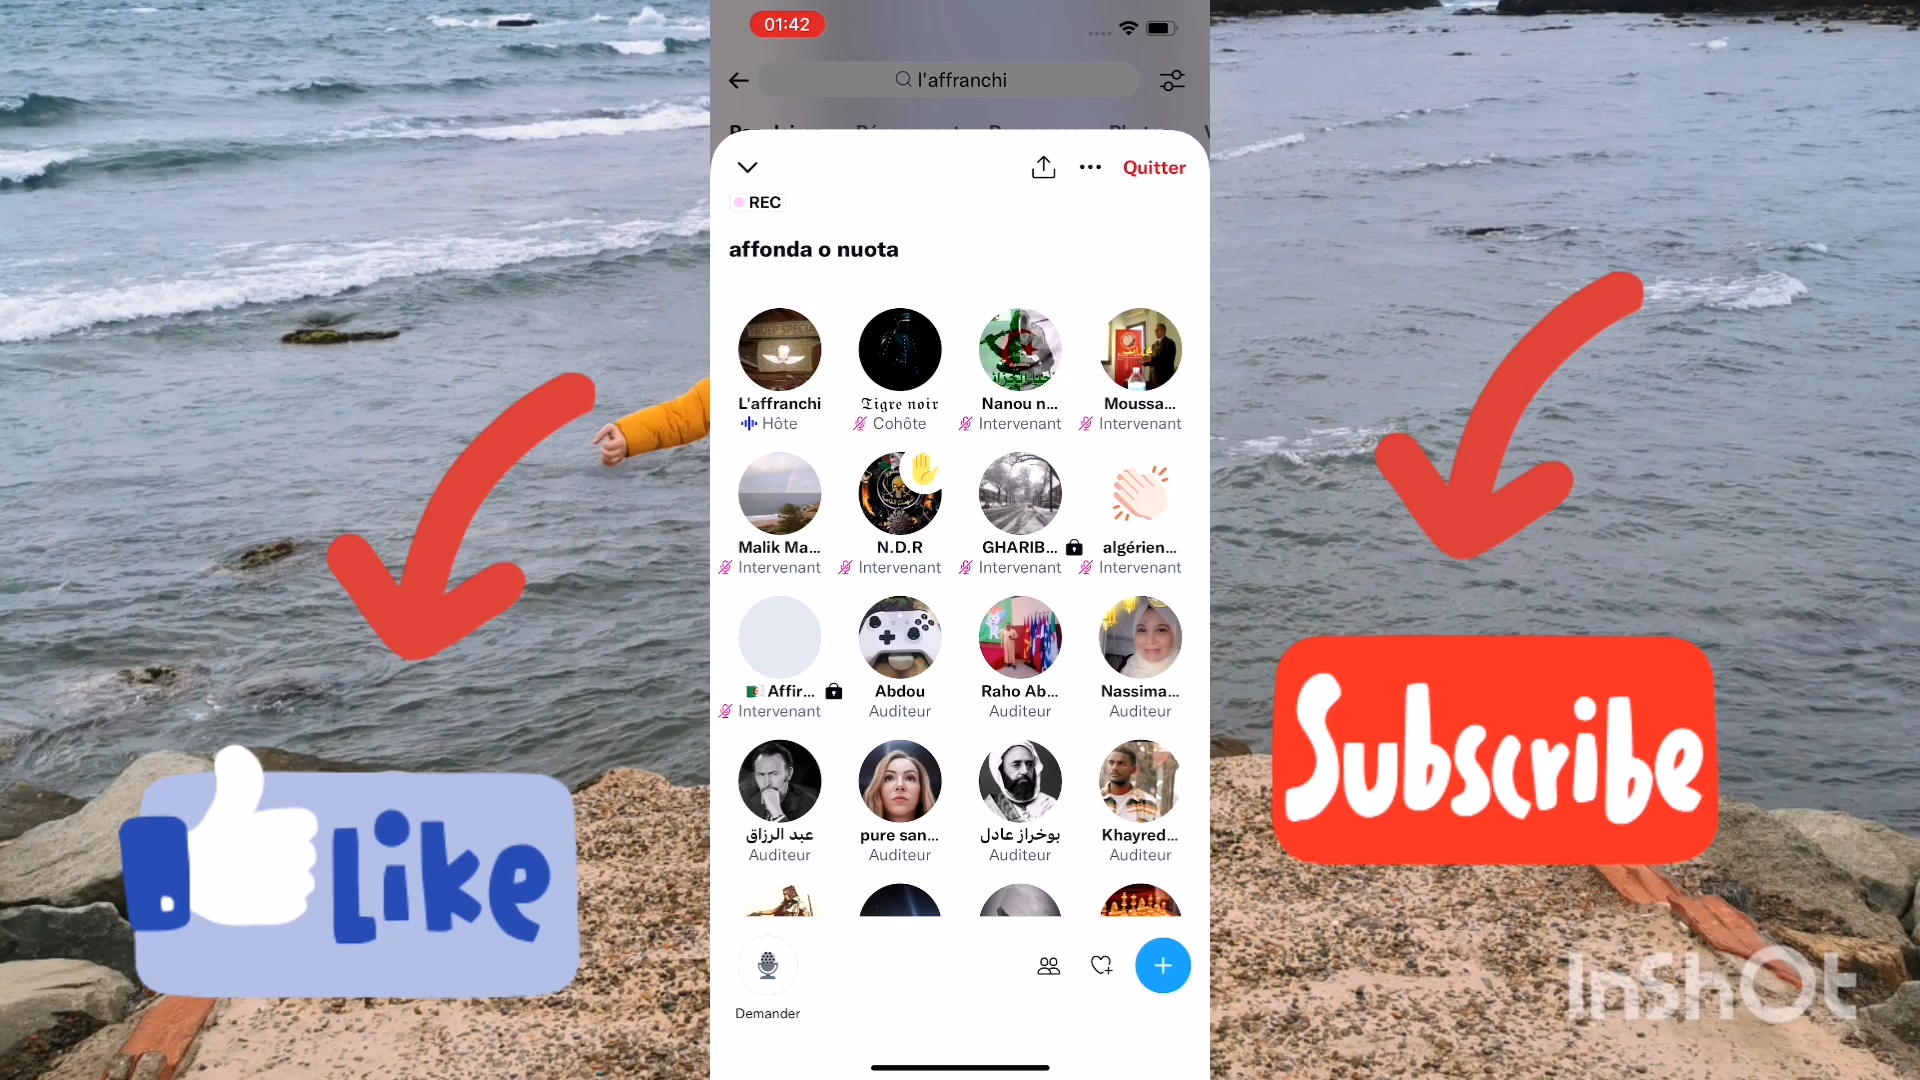 01:42
l'affranchi
Quitter
REC
affonda o nuota
L'affranchi
𝕿𝖎𝖌𝖗𝖊 𝖓𝖔𝖎𝖗
Nanou n...
Moussa...
Hôte
Cohôte
Intervenant
Intervenant
Malik Ma...
N.D.R
GHARIB...
algérien...
Intervenant
Intervenant
Intervenant
Intervenant
Affir...
Abdou
Raho Ab...
Nassima...
Intervenant
Auditeur
Auditeur
Auditeur
عبد الرزاق
pure san...
بوخراز عادل
Khayred...
Auditeur
Auditeur
Auditeur
Auditeur
Demander
Like
Subscribe
InShOt